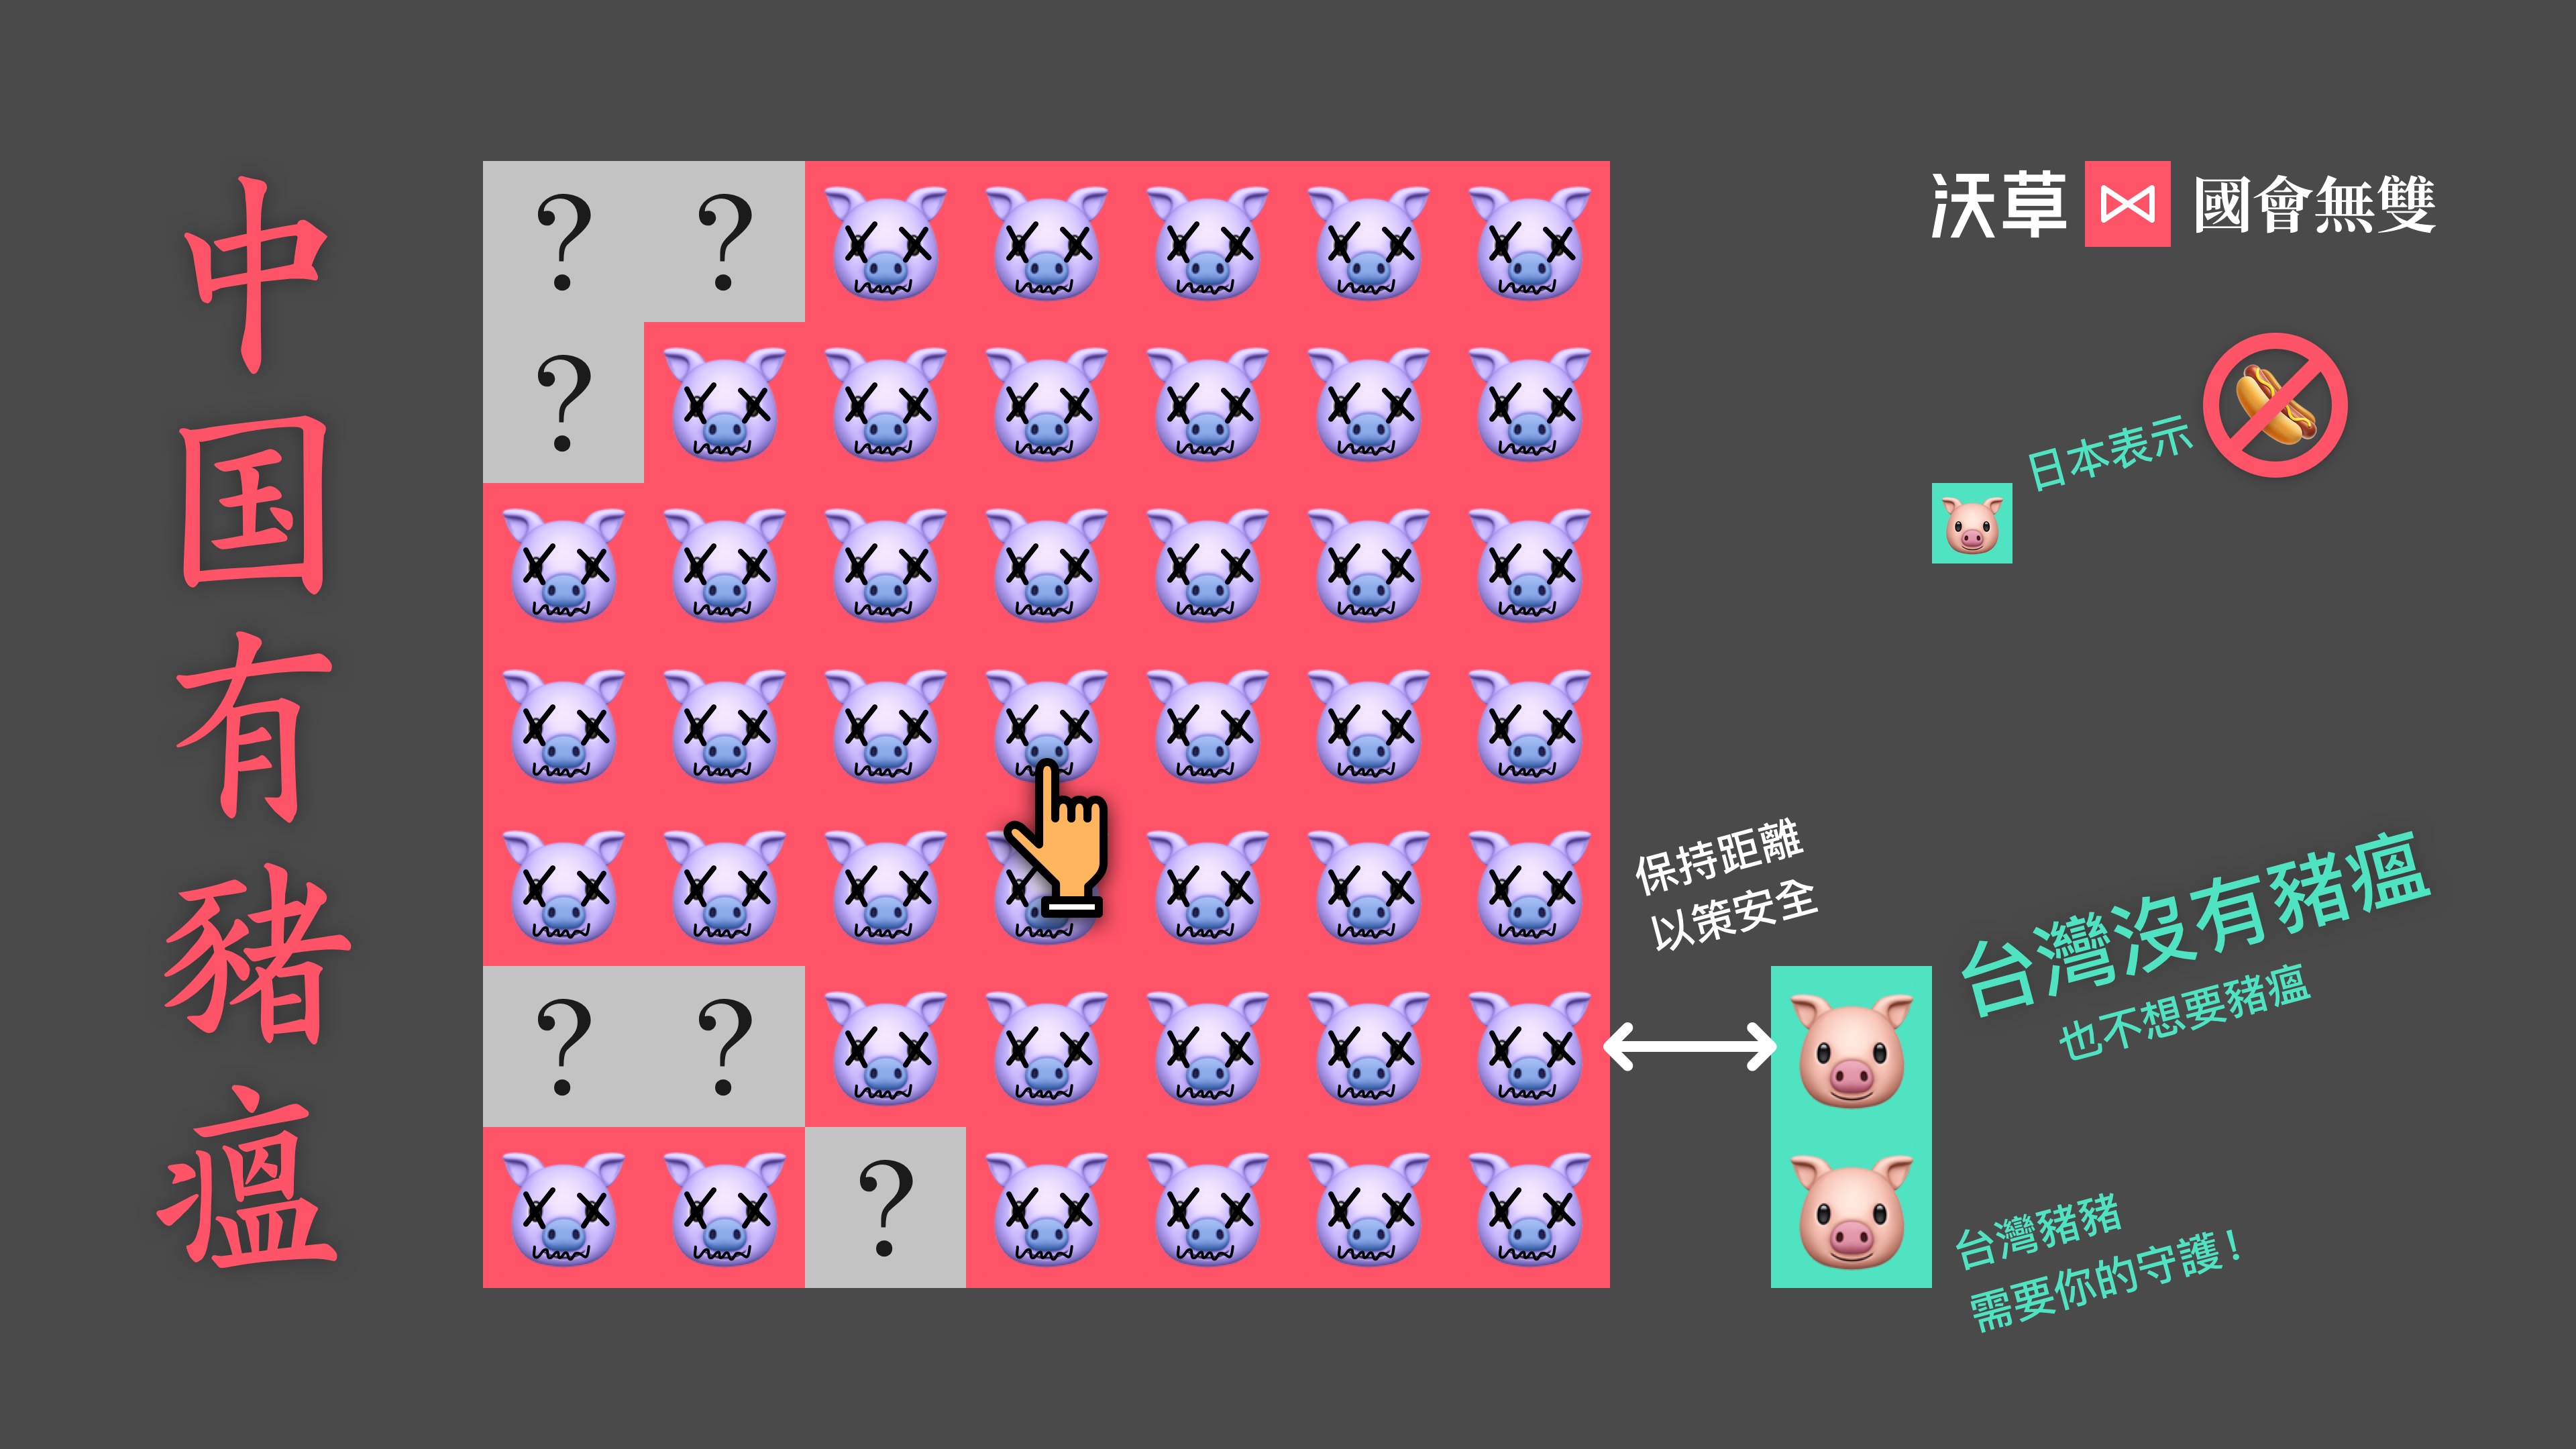 中国有豬瘟
? ?
?
? ?
?
沃草 國會無雙
日本表示
保持距離
以策安全
台灣沒有豬瘟
也不想要豬瘟
台灣豬豬
需要你的守護!